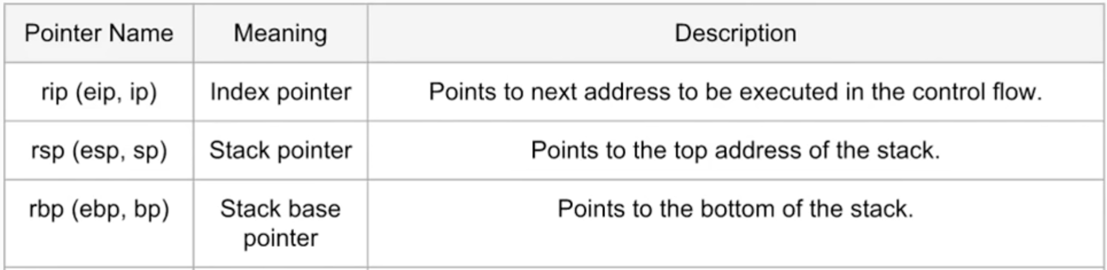 Pointer Name Meaning Description
rip (eip, ip) Index pointer Points to next address to be executed in the control flow.
rsp (esp, sp) Stack pointer Points to the top address of the stack.
rbp (ebp, bp) Stack base Points to the bottom of the stack.
pointer